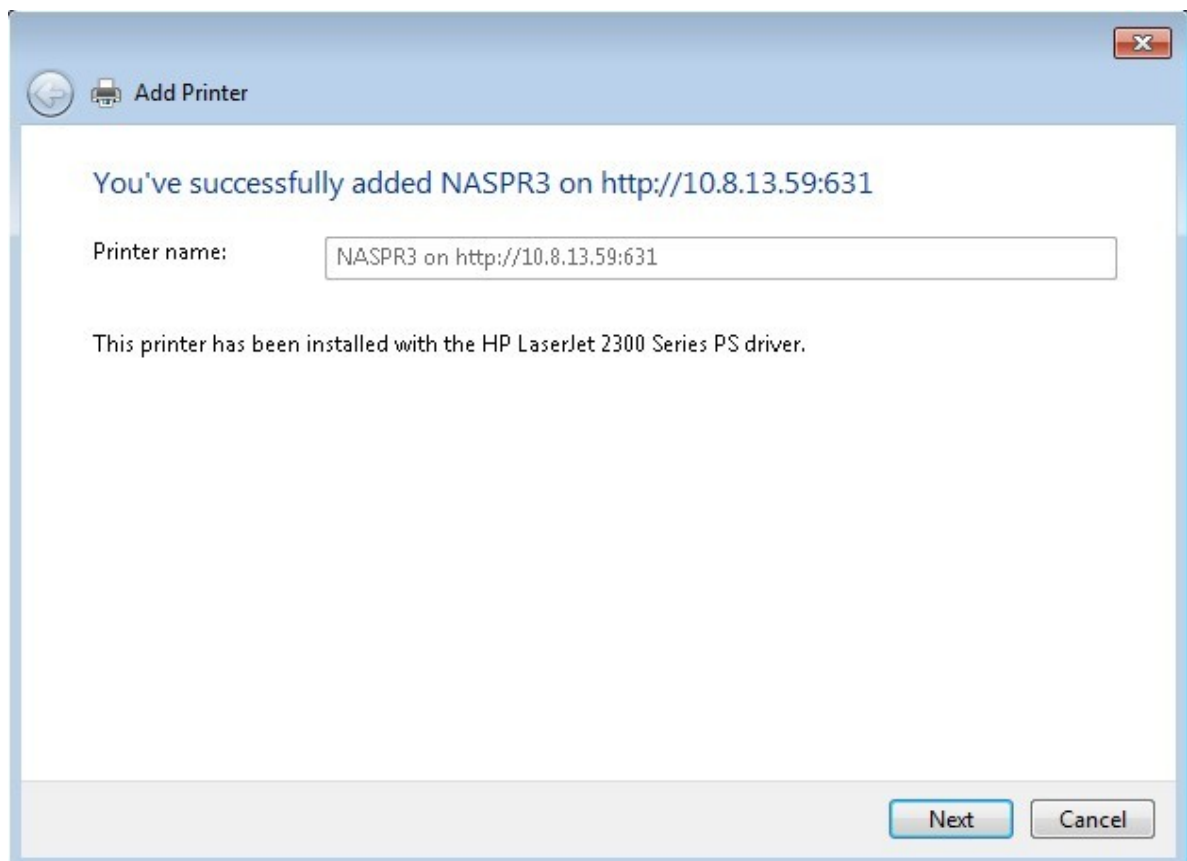 Add Printer
You've successfully added NASPR3 on http://10.8.13.59:631
Printer name:
NASPR3 on http://10.8.13.59:631
This printer has been installed with the HP LaserJet 2300 Series PS driver.
Next
Cancel